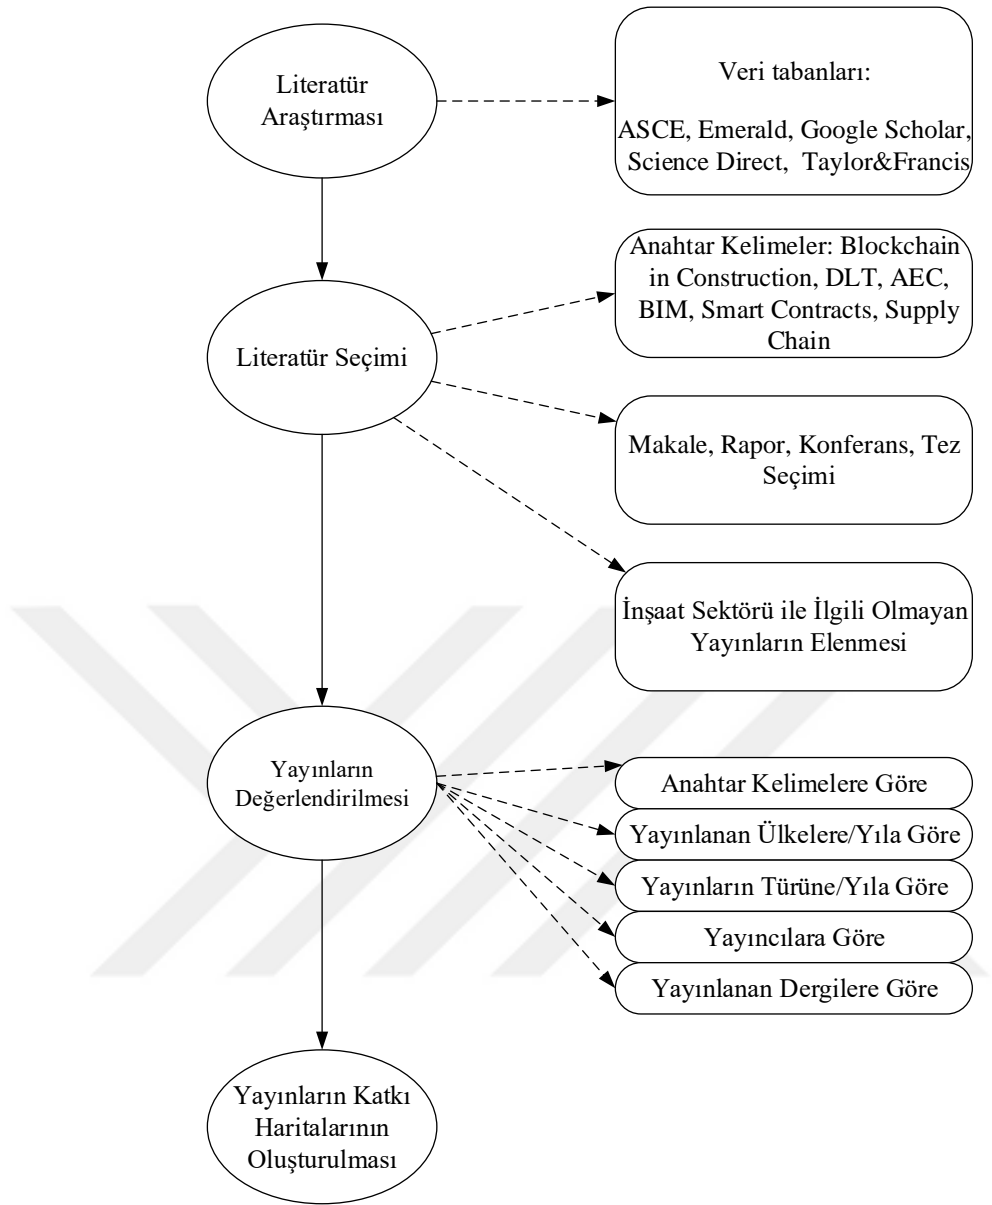 Literatür
Araştırması
Veri tabanları:
ASCE, Emerald, Google Scholar,
Science Direct, Taylor&Francis
Anahtar Kelimeler: Blockchain
in Construction, DLT, AEC,
BIM, Smart Contracts, Supply
Chain
Literatür Seçimi
Makale, Rapor, Konferans, Tez
Seçimi
İnşaat Sektörü ile İlgili Olmayan
Yayınların Elenmesi
Yayınların
Değerlendirilmesi
Anahtar Kelimelere Göre
Yayınlanan Ülkelere/Yıla Göre
Yayınların Türüne/Yıla Göre
Yayıncılara Göre
Yayınlanan Dergilere Göre
Yayınların Katkı
Haritalarının
Oluşturulması